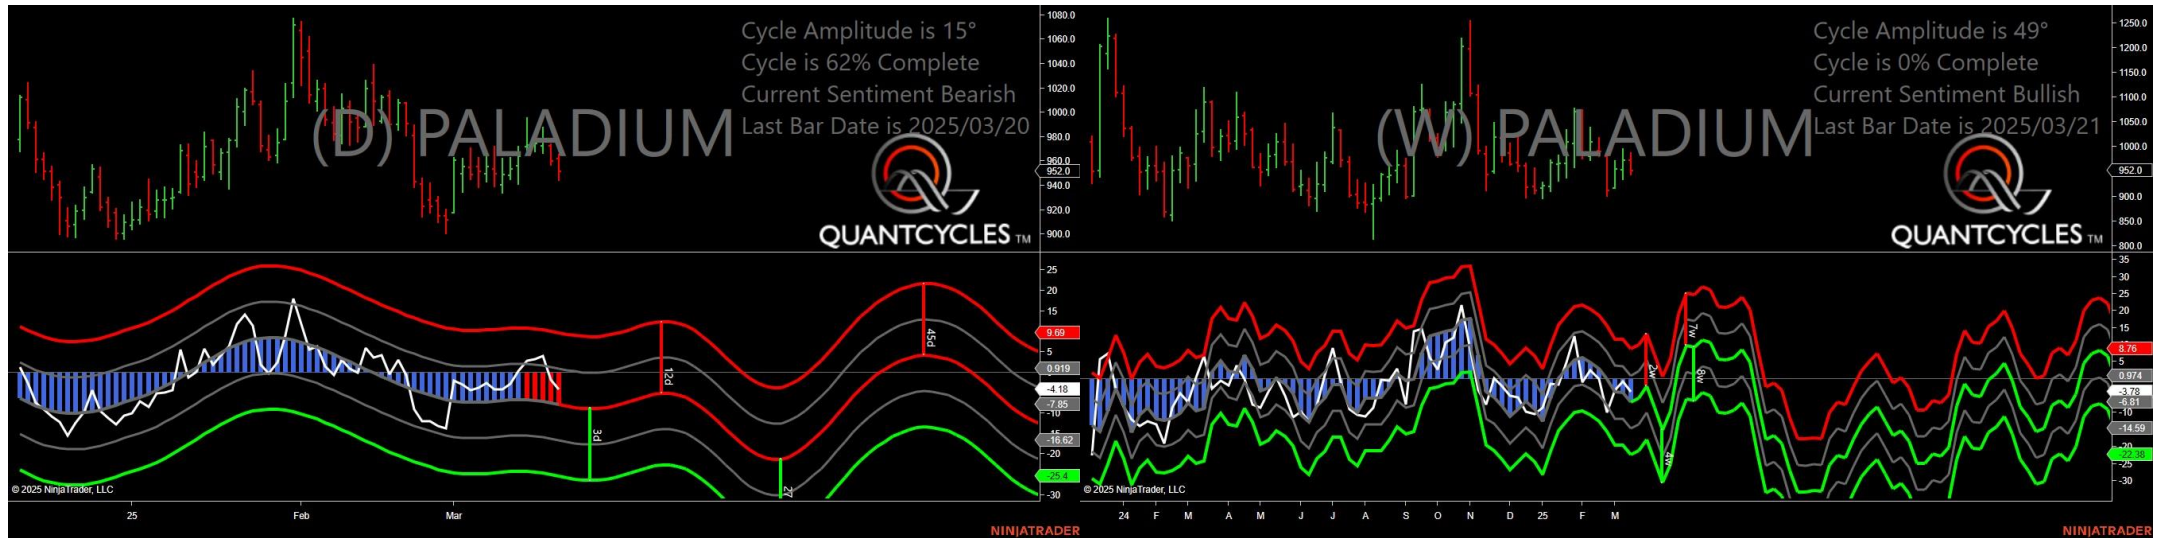 Cycle Amplitude is 15°
Cycle is 62% Complete
Current Sentiment Bearish
Last Bar Date is 2025/03/20
(D) PALADIUM
QUANTCYCLES TM
1080.0
1060.0
1040.0
1020.0
1000.0
980.0
960.0
952.0
940.0
920.0
900.0
25
20
15
9.69
5
0.919
-4.18
-7.85
-10
-15
-16.62
-20
-25.4
-30
12d
3d
27
45d
© 2025 NinjaTrader, LLC
25
Feb
Mar
NINJATRADER
Cycle Amplitude is 49°
Cycle is 0% Complete
Current Sentiment Bullish
Last Bar Date is 2025/03/21
(W) PALADIUM
QUANTCYCLES TM
1250.0
1200.0
1150.0
1100.0
1050.0
1000.0
952.0
900.0
850.0
800.0
35
30
25
20
15
8.76
5
0.974
-3.78
-6.81
-10
-14.59
-20
-22.38
-25
-30
2w
7w
8w
4w
© 2025 NinjaTrader, LLC
24
F
M
A
M
J
J
A
S
O
N
D
25
F
M
NINJATRADER